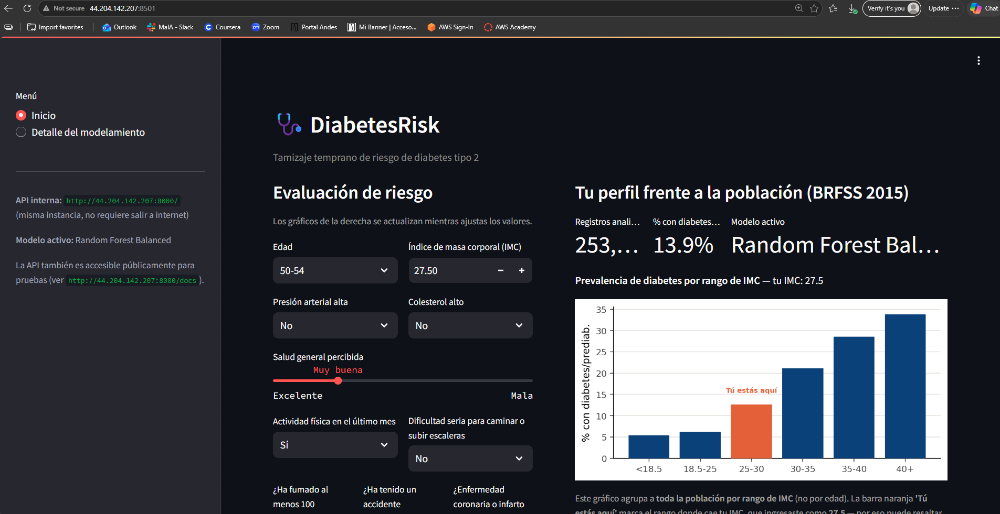 Not secure 44.204.142.207:8501
Verify it's you
Update
Chat
Import favorites
Outlook
MaIA - Slack
Coursera
Zoom
Portal Andes
Mi Banner | Acceso...
AWS Sign-In
AWS Academy
Menú
Inicio
Detalle del modelamiento
API interna: http://44.204.142.207:8000/
(misma instancia, no requiere salir a internet)
Modelo activo: Random Forest Balanced
La API también es accesible públicamente para
pruebas (ver http://44.204.142.207:8000/docs ).
DiabetesRisk
Tamizaje temprano de riesgo de diabetes tipo 2
Evaluación de riesgo
Los gráficos de la derecha se actualizan mientras ajustas los valores.
Edad
50-54
Índice de masa corporal (IMC)
27.50
Presión arterial alta
No
Colesterol alto
No
Salud general percibida
Muy buena
Excelente
Mala
Actividad física en el último mes
Sí
Dificultad seria para caminar o
subir escaleras
No
¿Ha fumado al
menos 100
¿Ha tenido un
accidente
¿Enfermedad
coronaria o infarto
Tu perfil frente a la población (BRFSS 2015)
Registros anali...
253,...
% con diabetes...
13.9%
Modelo activo
Random Forest Bal...
Prevalencia de diabetes por rango de IMC — tu IMC: 27.5
% con diabetes/prediab.
35
30
25
20
15
10
5
0
Tú estás aquí
<18.5
18.5-25
25-30
30-35
35-40
40+
Este gráfico agrupa a toda la población por rango de IMC (no por edad). La barra naranja 'Tú
estás aquí' marca el rango donde cae tu IMC, que ingresaste como 27.5 — por eso puede resaltar